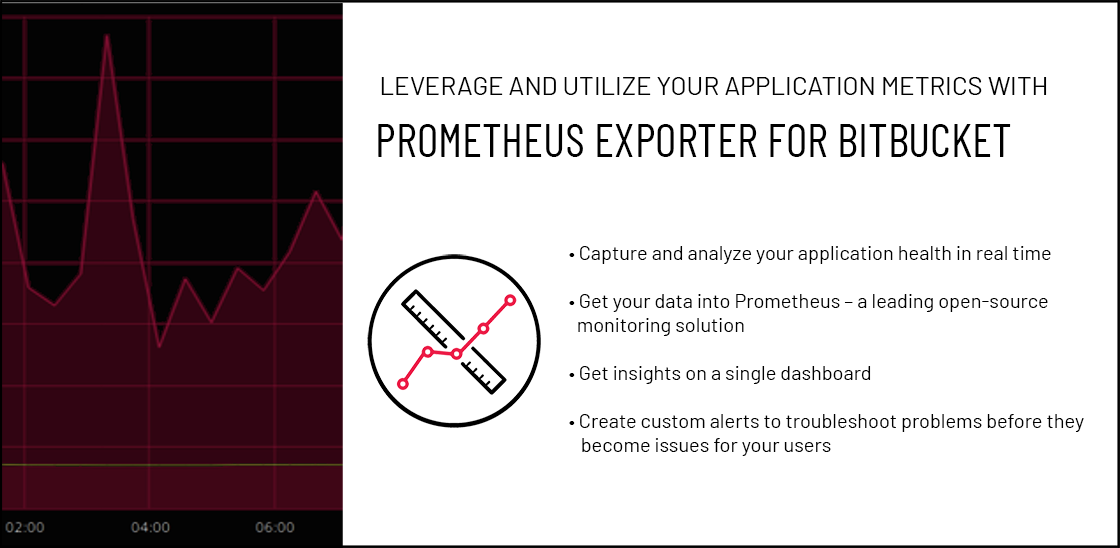 LEVERAGE AND UTILIZE YOUR APPLICATION METRICS WITH
PROMETHEUS EXPORTER FOR BITBUCKET
• Capture and analyze your application health in real time
• Get your data into Prometheus – a leading open-source
monitoring solution
• Get insights on a single dashboard
• Create custom alerts to troubleshoot problems before they
become issues for your users
02:00 04:00 06:00